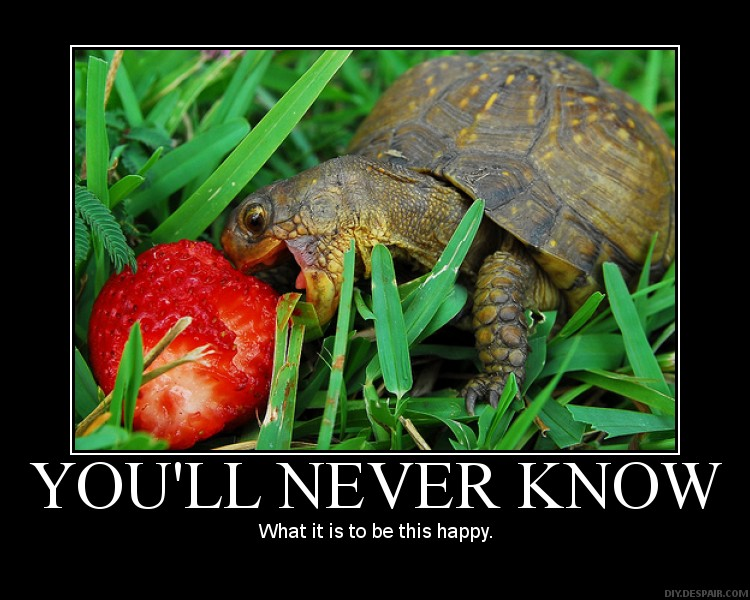 YOU'LL NEVER KNOW
What it is to be this happy.
DIY.DESPAIR.COM